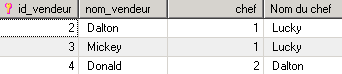 id_vendeur nom_vendeur chef Nom du chef
2 Dalton 1 Lucky
3 Mickey 1 Lucky
4 Donald 2 Dalton